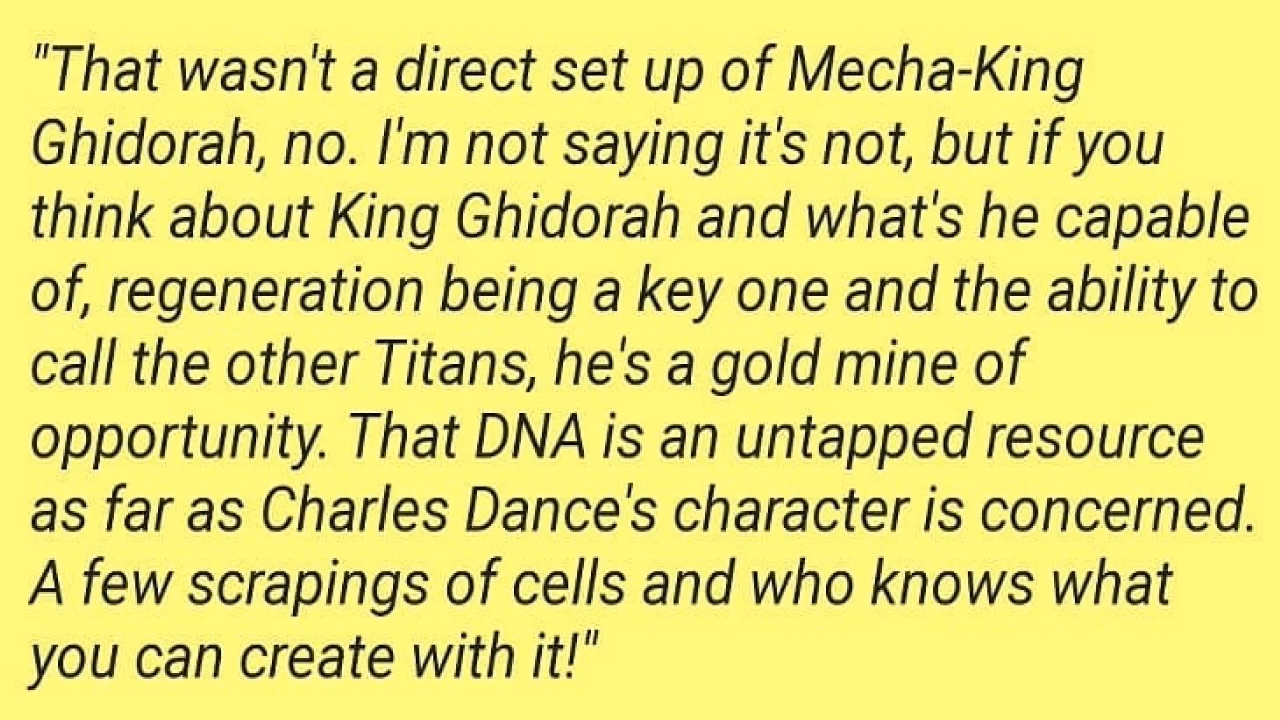 "That wasn't a direct set up of Mecha-King
Ghidorah, no. I'm not saying it's not, but if you
think about King Ghidorah and what's he capable
of, regeneration being a key one and the ability to
call the other Titans, he's a gold mine of
opportunity. That DNA is an untapped resource
as far as Charles Dance's character is concerned.
A few scrapings of cells and who knows what
you can create with it!"